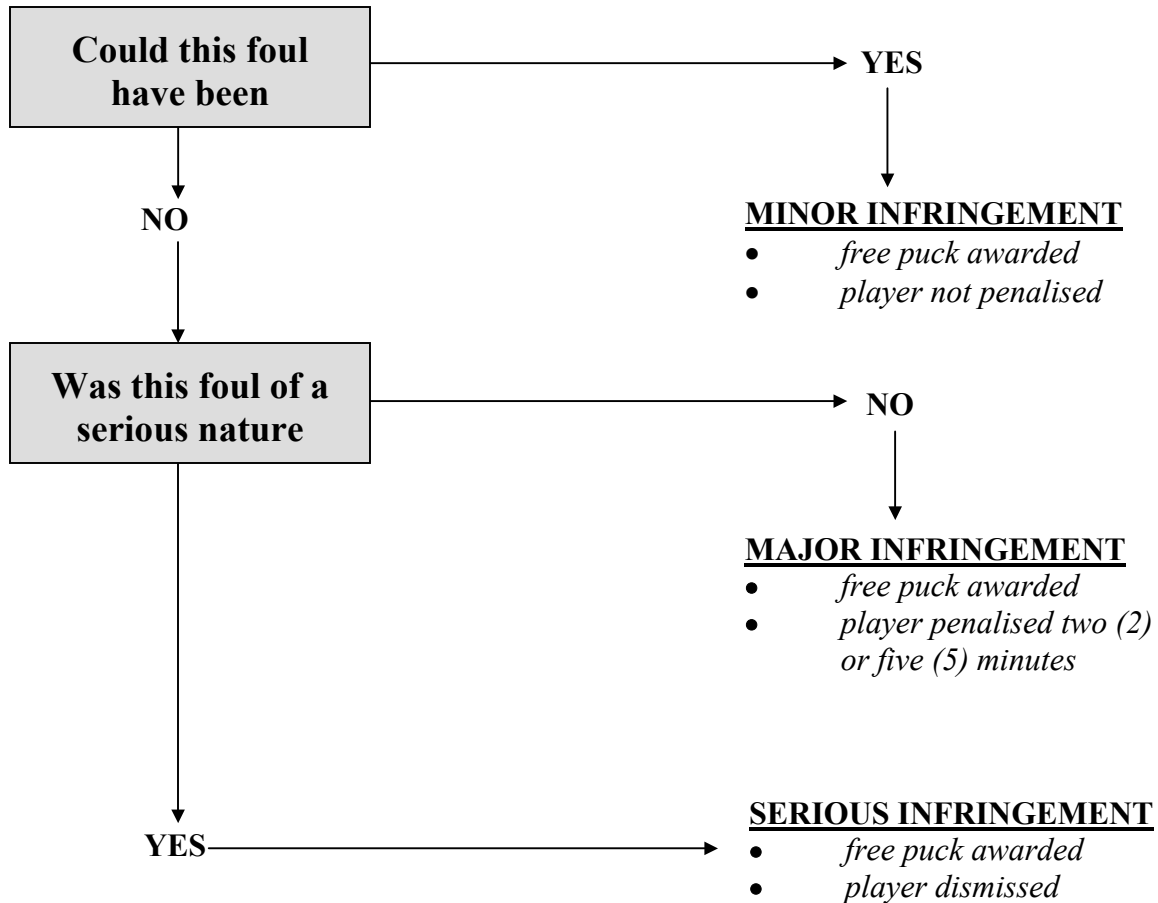 Could this foul
have been
YES
NO
MINOR INFRINGEMENT
• free puck awarded
• player not penalised
Was this foul of a
serious nature
NO
MAJOR INFRINGEMENT
• free puck awarded
• player penalised two (2)
or five (5) minutes
YES
SERIOUS INFRINGEMENT
• free puck awarded
• player dismissed